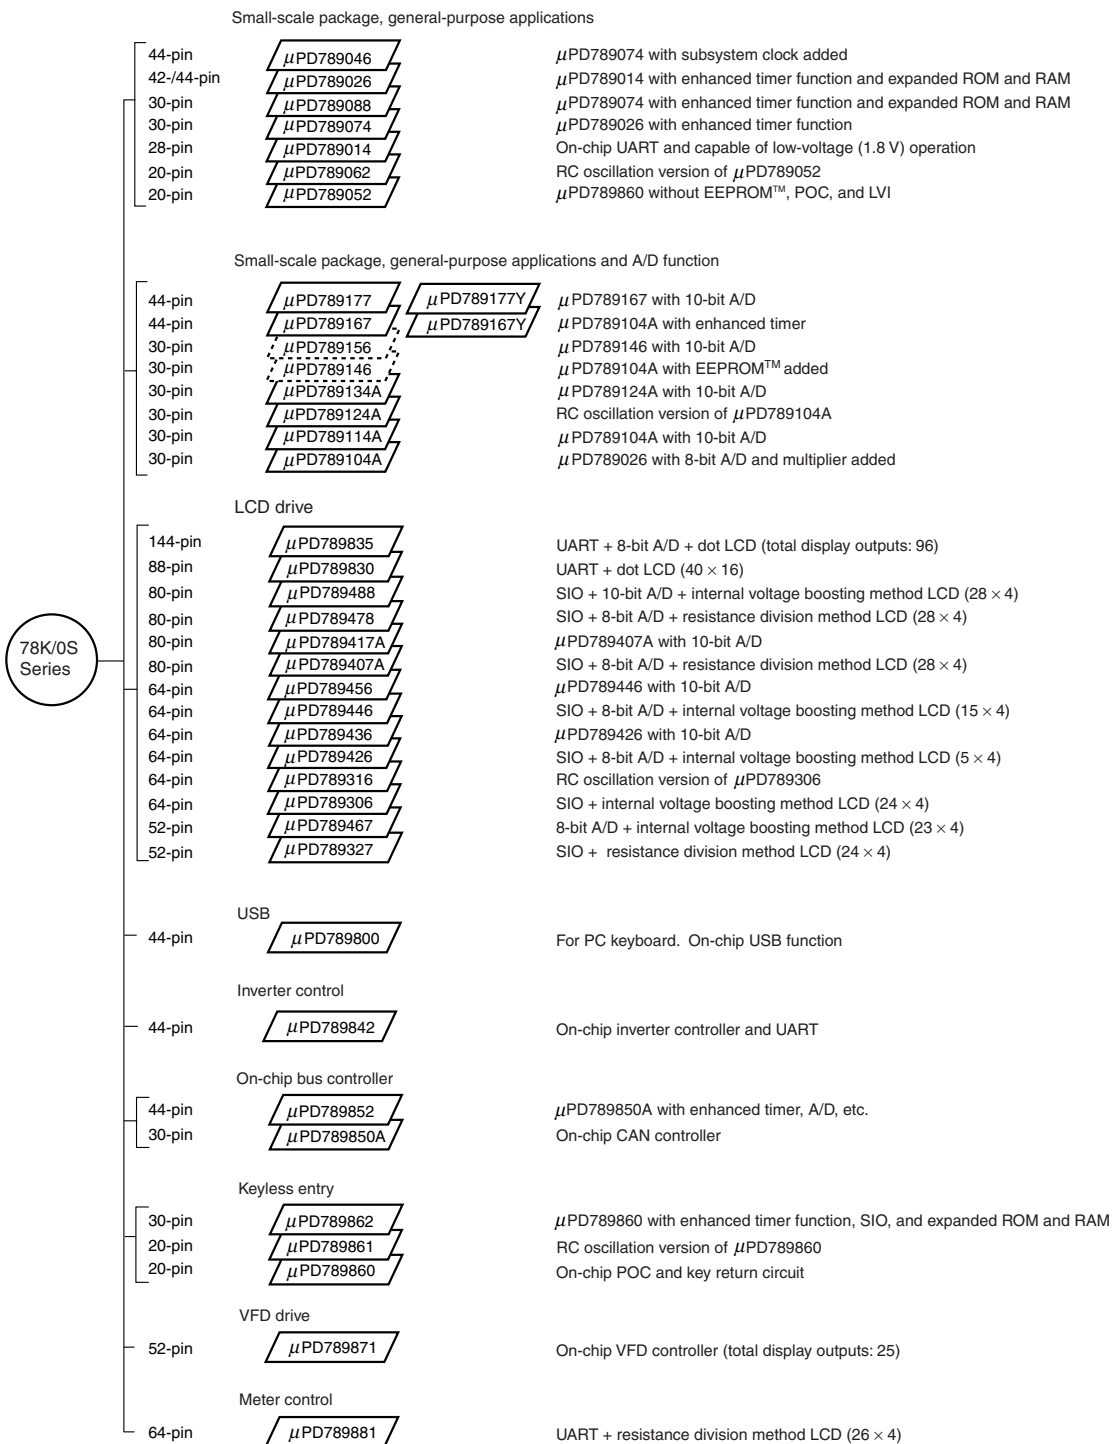 Small-scale package, general-purpose applications
44-pin μPD789046 μPD789074 with subsystem clock added
42-/44-pin μPD789026 μPD789014 with enhanced timer function and expanded ROM and RAM
30-pin μPD789088 μPD789074 with enhanced timer function and expanded ROM and RAM
30-pin μPD789074 μPD789026 with enhanced timer function
28-pin μPD789014 On-chip UART and capable of low-voltage (1.8 V) operation
20-pin μPD789062 RC oscillation version of μPD789052
20-pin μPD789052 μPD789860 without EEPROM™, POC, and LVI
Small-scale package, general-purpose applications and A/D function
44-pin μPD789177 μPD789177Y μPD789167 with 10-bit A/D
44-pin μPD789167 μPD789167Y μPD789104A with enhanced timer
30-pin μPD789156 μPD789146 with 10-bit A/D
30-pin μPD789146 μPD789104A with EEPROM™ added
30-pin μPD789134A μPD789124A with 10-bit A/D
30-pin μPD789124A RC oscillation version of μPD789104A
30-pin μPD789114A μPD789104A with 10-bit A/D
30-pin μPD789104A μPD789026 with 8-bit A/D and multiplier added
LCD drive
144-pin μPD789835 UART + 8-bit A/D + dot LCD (total display outputs: 96)
88-pin μPD789830 UART + dot LCD (40 × 16)
80-pin μPD789488 SIO + 10-bit A/D + internal voltage boosting method LCD (28 × 4)
80-pin μPD789478 SIO + 8-bit A/D + resistance division method LCD (28 × 4)
80-pin μPD789417A μPD789407A with 10-bit A/D
80-pin μPD789407A SIO + 8-bit A/D + resistance division method LCD (28 × 4)
64-pin μPD789456 μPD789446 with 10-bit A/D
64-pin μPD789446 SIO + 8-bit A/D + internal voltage boosting method LCD (15 × 4)
64-pin μPD789436 μPD789426 with 10-bit A/D
64-pin μPD789426 SIO + 8-bit A/D + internal voltage boosting method LCD (5 × 4)
64-pin μPD789316 RC oscillation version of μPD789306
64-pin μPD789306 SIO + internal voltage boosting method LCD (24 × 4)
52-pin μPD789467 8-bit A/D + internal voltage boosting method LCD (23 × 4)
52-pin μPD789327 SIO + resistance division method LCD (24 × 4)
78K/0S
Series
USB
44-pin μPD789800 For PC keyboard. On-chip USB function
Inverter control
44-pin μPD789842 On-chip inverter controller and UART
On-chip bus controller
44-pin μPD789852 μPD789850A with enhanced timer, A/D, etc.
30-pin μPD789850A On-chip CAN controller
Keyless entry
30-pin μPD789862 μPD789860 with enhanced timer function, SIO, and expanded ROM and RAM
20-pin μPD789861 RC oscillation version of μPD789860
20-pin μPD789860 On-chip POC and key return circuit
VFD drive
52-pin μPD789871 On-chip VFD controller (total display outputs: 25)
Meter control
64-pin μPD789881 UART + resistance division method LCD (26 × 4)